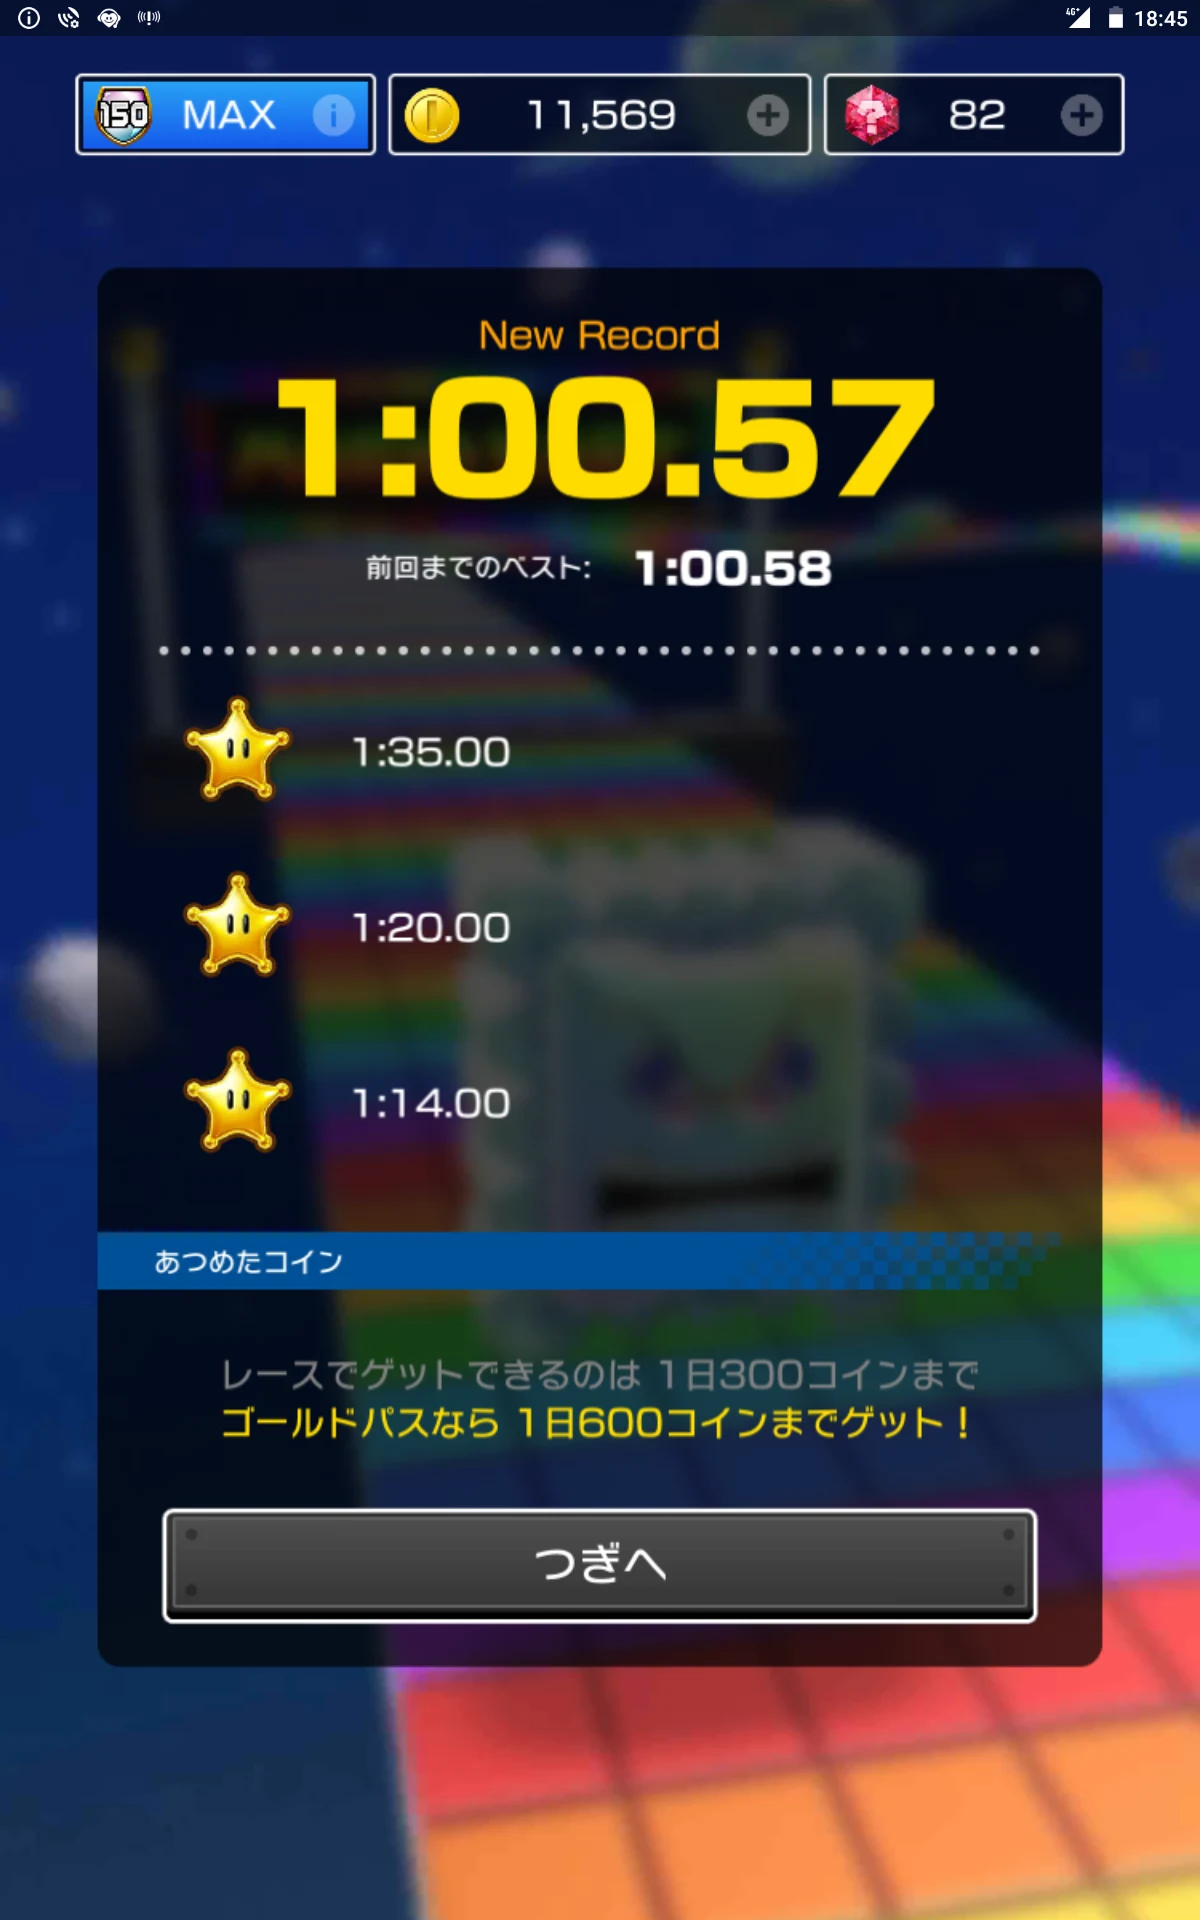 4G+ 18:45
150 MAX i 11,569 + ? 82 +
New Record
1:00.57
前回までのベスト: 1:00.58
1:35.00
1:20.00
1:14.00
あつめたコイン
レースでゲットできるのは 1日300コインまで
ゴールドパスなら 1日600コインまでゲット！
つぎへ